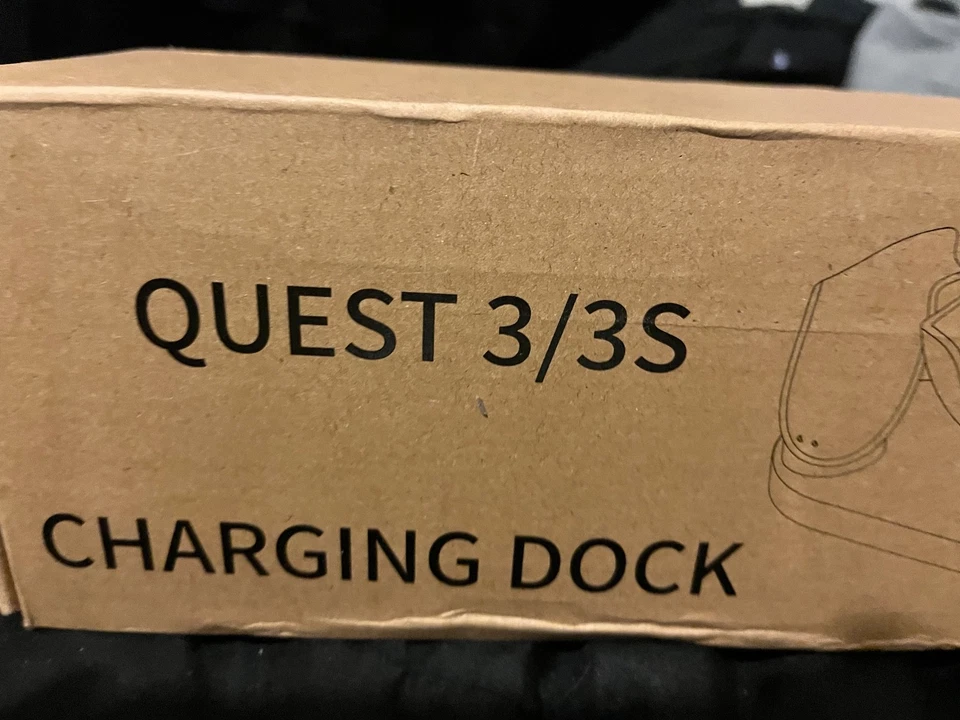 QUEST 3/3S
CHARGING DOCK